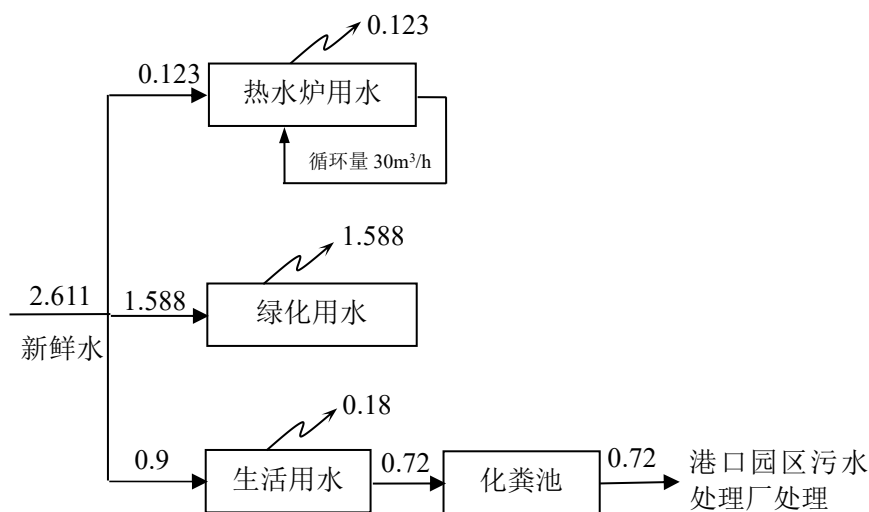 0.123
0.123
热水炉用水
循环量 30m³/h
1.588
2.611
1.588
绿化用水
新鲜水
0.18
0.9
生活用水
0.72
化粪池
0.72
港口园区污水
处理厂处理